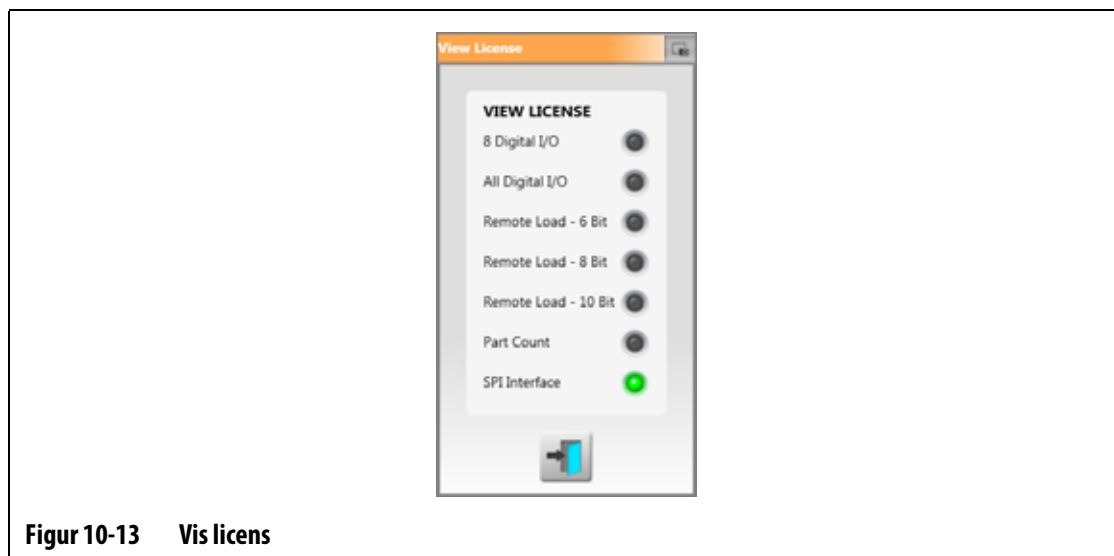 View License
VIEW LICENSE
8 Digital I/O
All Digital I/O
Remote Load - 6 Bit
Remote Load - 8 Bit
Remote Load - 10 Bit
Part Count
SPI Interface
Figur 10-13 Vis licens